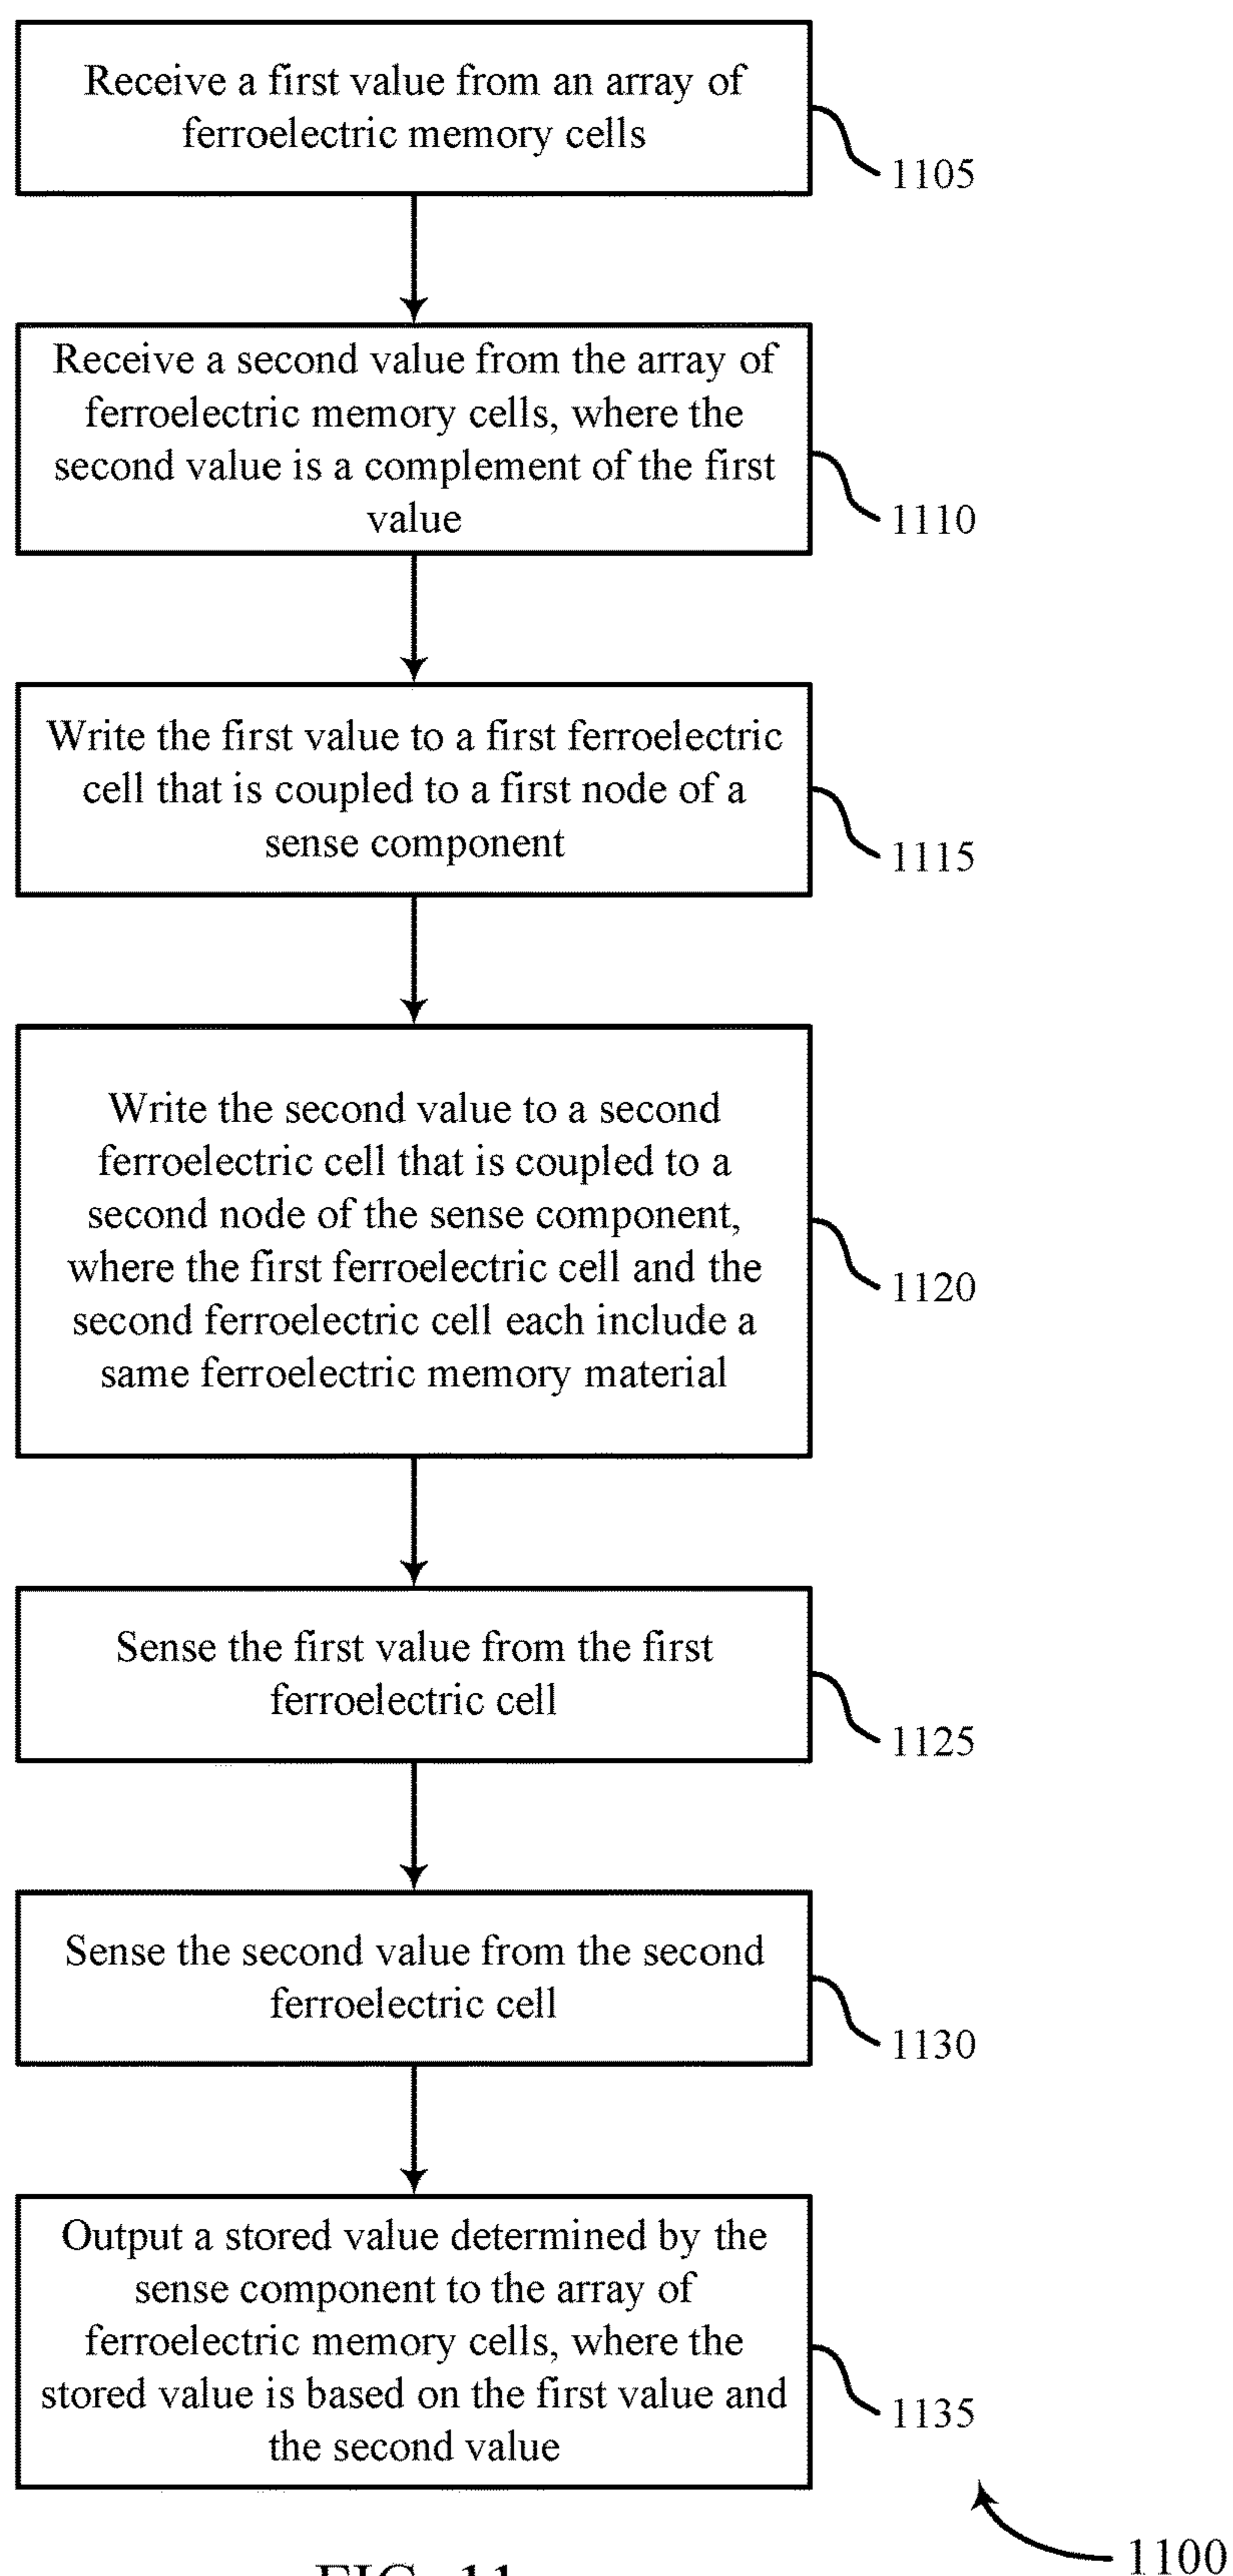 Receive a first value from an array of
ferroelectric memory cells
1105
Receive a second value from the array of
ferroelectric memory cells, where the
second value is a complement of the first
value
1110
Write the first value to a first ferroelectric
cell that is coupled to a first node of a
sense component
1115
Write the second value to a second
ferroelectric cell that is coupled to a
second node of the sense component,
where the first ferroelectric cell and the
second ferroelectric cell each include a
same ferroelectric memory material
1120
Sense the first value from the first
ferroelectric cell
1125
Sense the second value from the second
ferroelectric cell
1130
Output a stored value determined by the
sense component to the array of
ferroelectric memory cells, where the
stored value is based on the first value and
the second value
1135
1100
FIG. 11